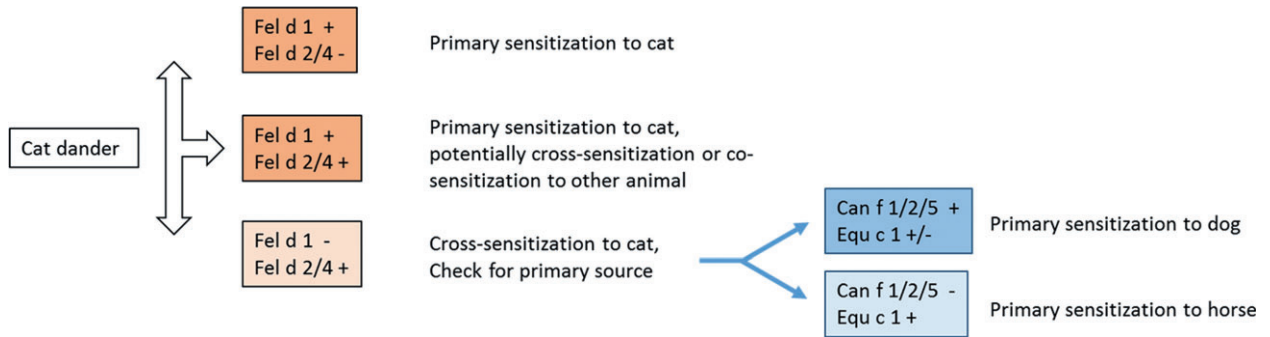 Cat dander
Fel d 1 +
Fel d 2/4 -
Primary sensitization to cat
Fel d 1 +
Fel d 2/4 +
Primary sensitization to cat,
potentially cross-sensitization or co-
sensitization to other animal
Fel d 1 -
Fel d 2/4 +
Cross-sensitization to cat,
Check for primary source
Can f 1/2/5 +
Equ c 1 +/-
Primary sensitization to dog
Can f 1/2/5 -
Equ c 1 +
Primary sensitization to horse